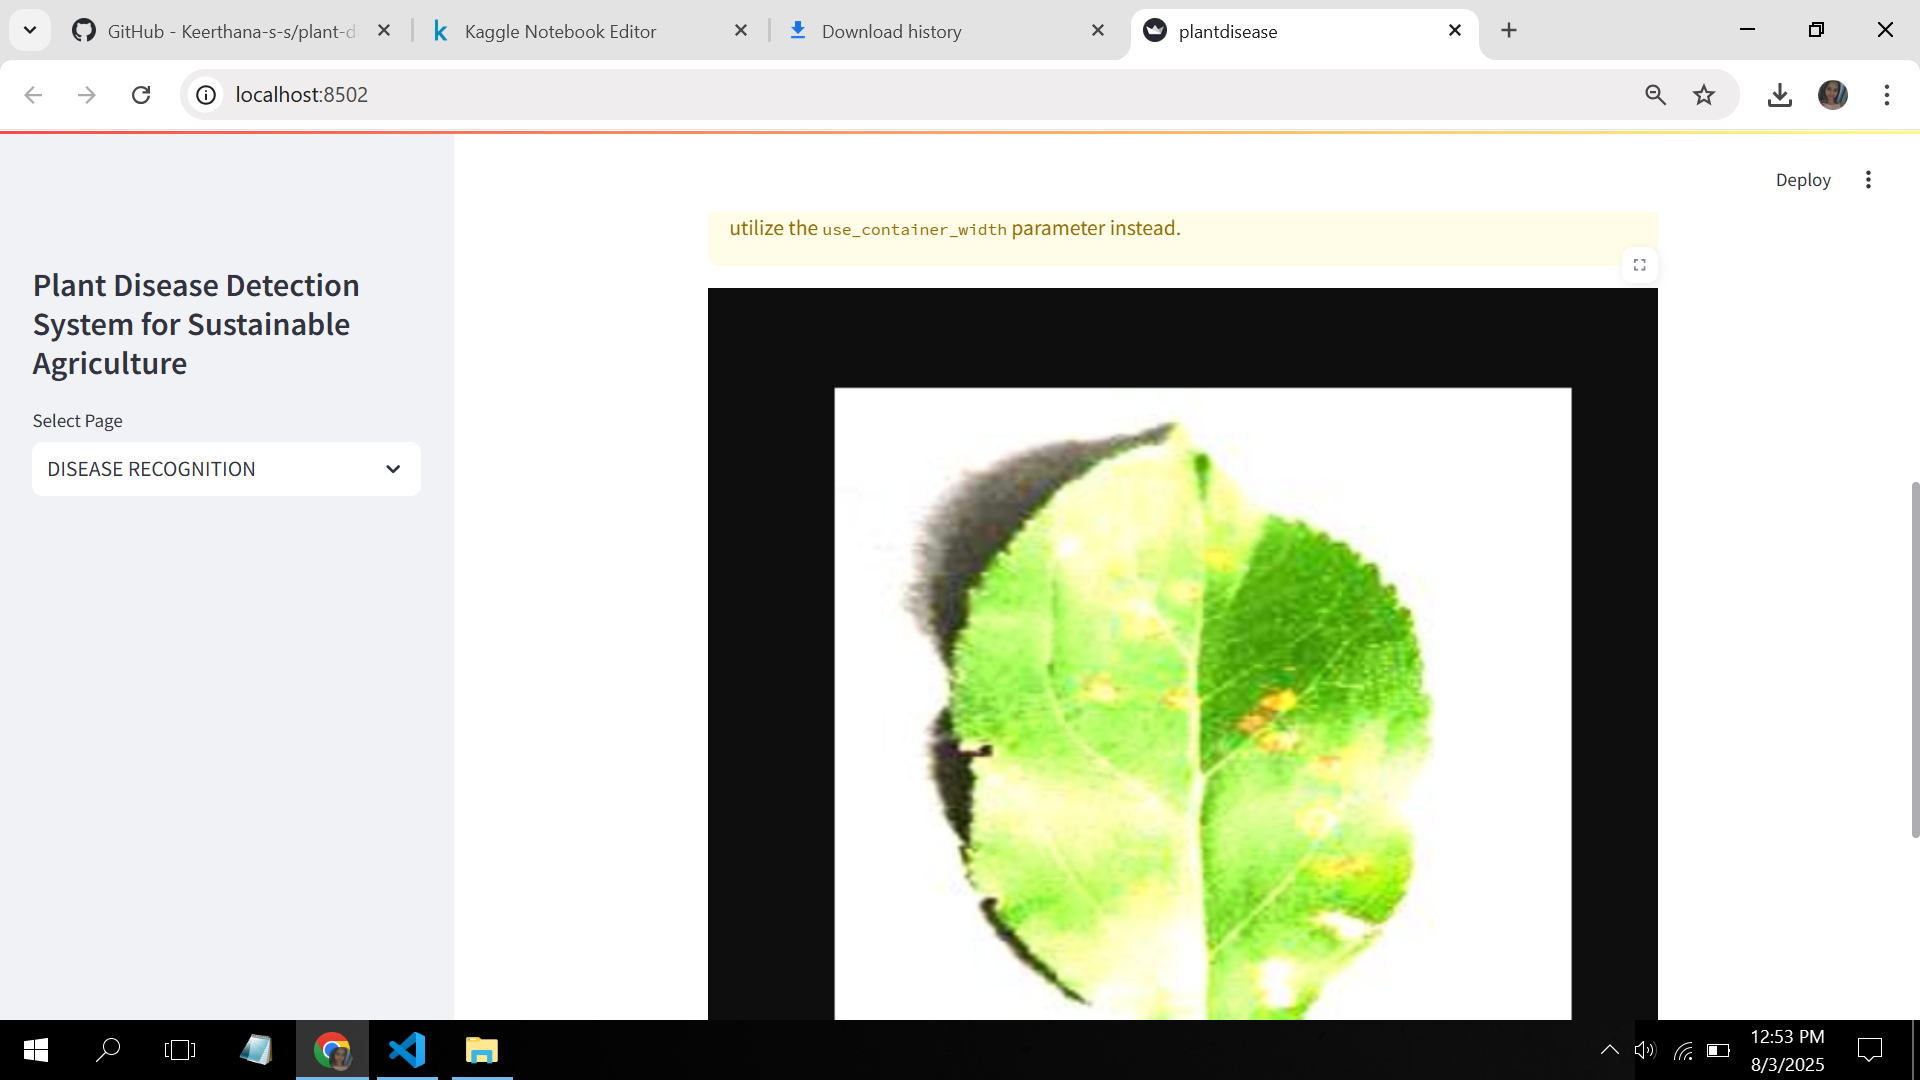 GitHub - Keerthana-s-s/plant-di
Kaggle Notebook Editor
Download history
plantdisease
localhost:8502
Deploy
utilize the use_container_width parameter instead.
Plant Disease Detection
System for Sustainable
Agriculture
Select Page
DISEASE RECOGNITION
12:53 PM
8/3/2025